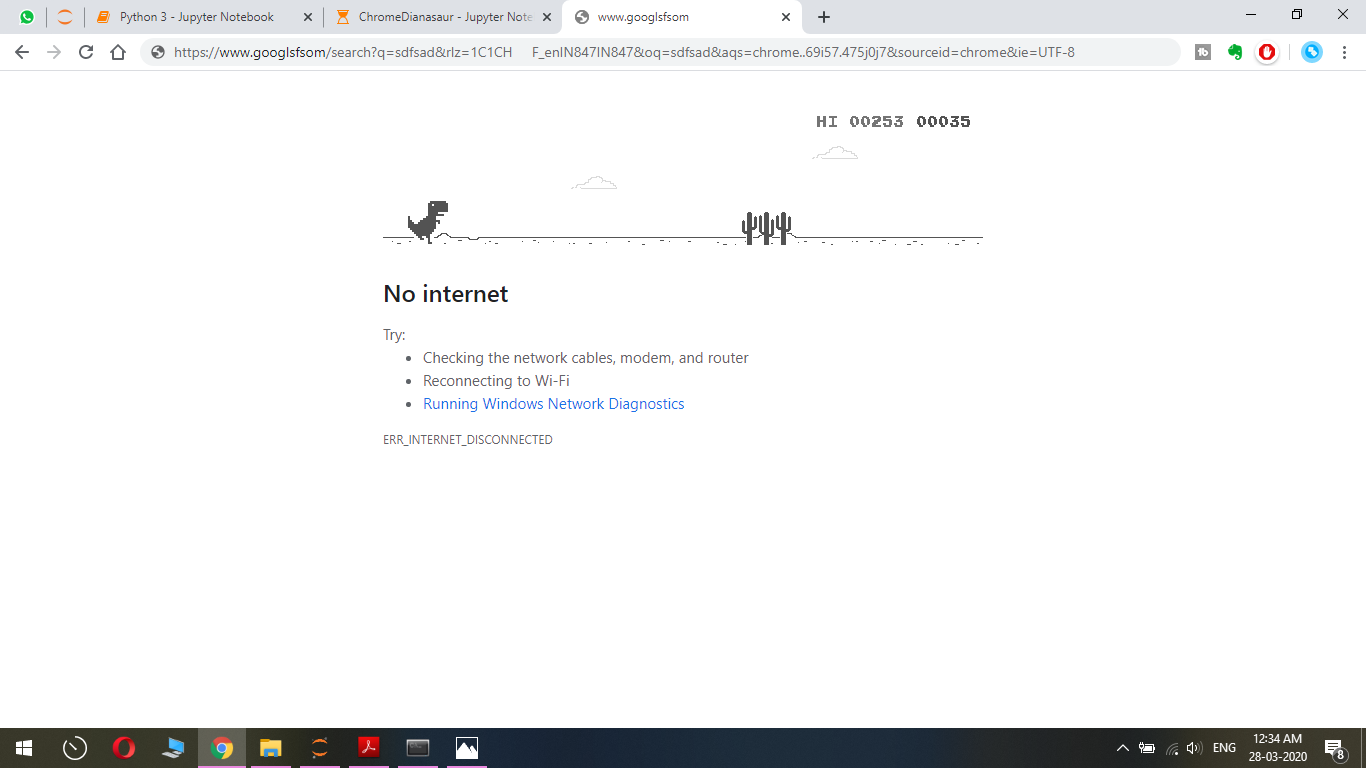 Python 3 - Jupyter Notebook
ChromeDianasaur - Jupyter Note
www.googlsfsom
https://www.googlsfsom/search?q=sdfsad&rlz=1C1CH F_enIN847IN847&oq=sdfsad&aqs=chrome..69i57.475j0j7&sourceid=chrome&ie=UTF-8
HI 00253 00035
No internet
Try:
• Checking the network cables, modem, and router
• Reconnecting to Wi-Fi
• Running Windows Network Diagnostics
ERR_INTERNET_DISCONNECTED
ENG
12:34 AM
28-03-2020
8